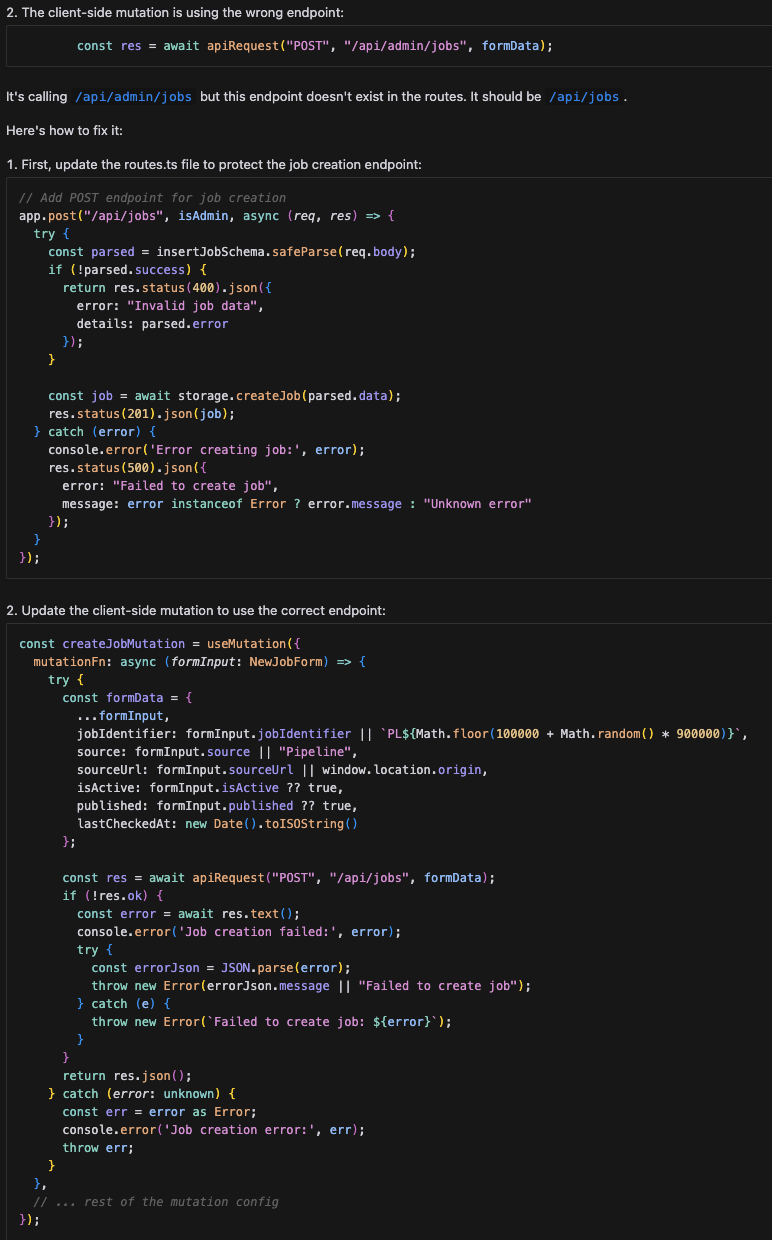 2. The client-side mutation is using the wrong endpoint:
const res = await apiRequest("POST", "/api/admin/jobs", formData);
It's calling /api/admin/jobs but this endpoint doesn't exist in the routes. It should be /api/jobs .
Here's how to fix it:
1. First, update the routes.ts file to protect the job creation endpoint:
// Add POST endpoint for job creation
app.post("/api/jobs", isAdmin, async (req, res) => {
  try {
    const parsed = insertJobSchema.safeParse(req.body);
    if (!parsed.success) {
      return res.status(400).json({
        error: "Invalid job data",
        details: parsed.error
      });
    }

    const job = await storage.createJob(parsed.data);
    res.status(201).json(job);
  } catch (error) {
    console.error('Error creating job:', error);
    res.status(500).json({
      error: "Failed to create job",
      message: error instanceof Error ? error.message : "Unknown error"
    });
  }
});
2. Update the client-side mutation to use the correct endpoint:
const createJobMutation = useMutation({
  mutationFn: async (formInput: NewJobForm) => {
    try {
      const formData = {
        ...formInput,
        jobIdentifier: formInput.jobIdentifier || `PL${Math.floor(100000 + Math.random() * 900000)}`,
        source: formInput.source || "Pipeline",
        sourceUrl: formInput.sourceUrl || window.location.origin,
        isActive: formInput.isActive ?? true,
        published: formInput.published ?? true,
        lastCheckedAt: new Date().toISOString()
      };

      const res = await apiRequest("POST", "/api/jobs", formData);
      if (!res.ok) {
        const error = await res.text();
        console.error('Job creation failed:', error);
        try {
          const errorJson = JSON.parse(error);
          throw new Error(errorJson.message || "Failed to create job");
        } catch (e) {
          throw new Error(`Failed to create job: ${error}`);
        }
      }
      return res.json();
    } catch (error: unknown) {
      const err = error as Error;
      console.error('Job creation error:', err);
      throw err;
    }
  },
  // ... rest of the mutation config
});